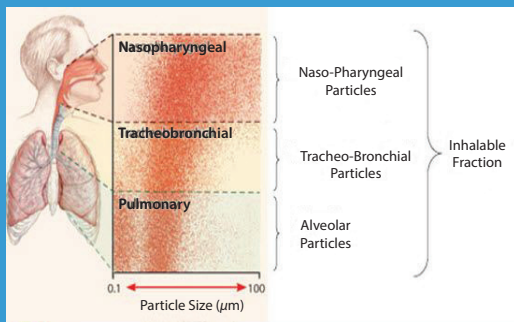 Nasopharyngeal
Naso-Pharyngeal
Particles
Tracheobronchial
Tracheo-Bronchial
Particles
Inhalable
Fraction
Pulmonary
Alveolar
Particles
0.1
100
Particle Size (µm)